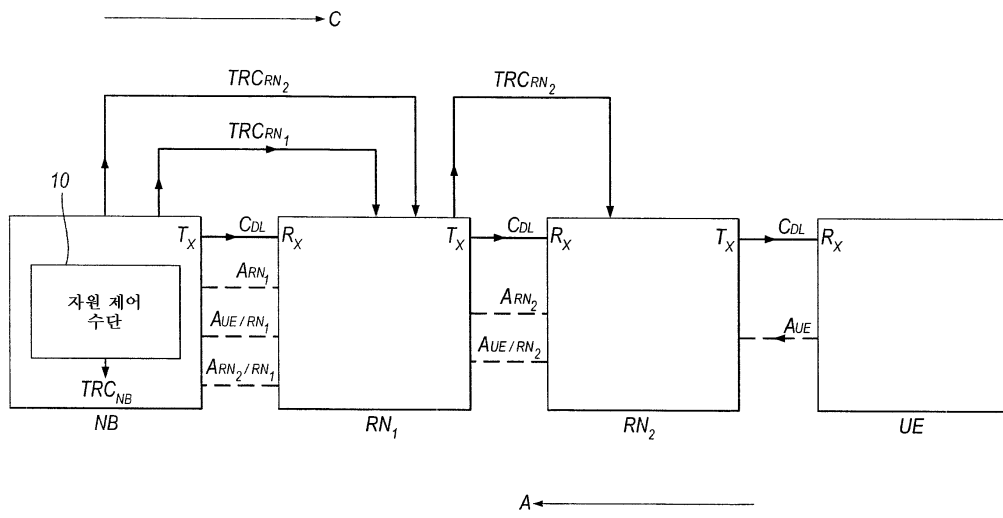 C
TRCRN2
TRCRN2
TRCRN1
10
TX CDL RX
TX CDL RX
TX CDL RX
자원 제어
수단
ARN1
ARN2
AUE/RN1
AUE/RN2
AUE
ARN2/RN1
TRCNB
NB
RN1
RN2
UE
A